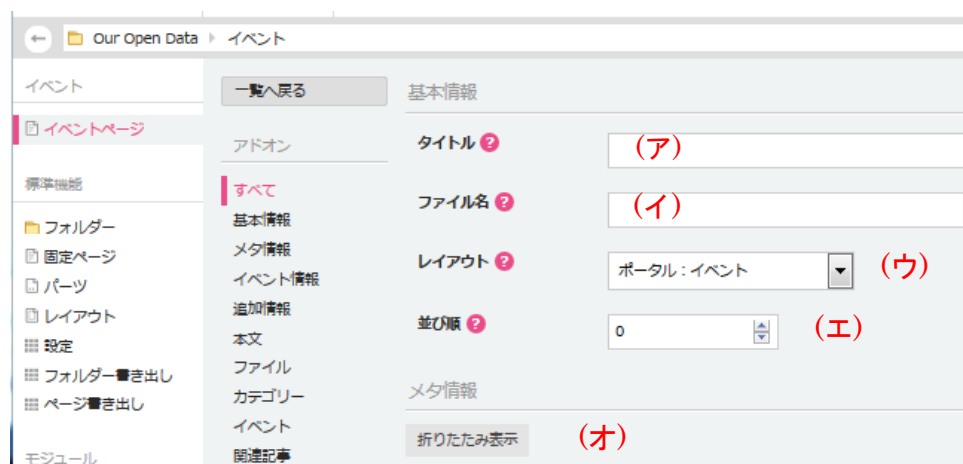 Our Open Data イベント
イベント
イベントページ
標準機能
フォルダー
固定ページ
パーツ
レイアウト
設定
フォルダー書き出し
ページ書き出し
モジュール
一覧へ戻る
アドオン
すべて
基本情報
メタ情報
イベント情報
追加情報
本文
ファイル
カテゴリー
イベント
関連記事
基本情報
タイトル ? (ア)
ファイル名 ? (イ)
レイアウト ? ポータル : イベント (ウ)
並び順 ? 0 (エ)
メタ情報
折りたたみ表示 (オ)